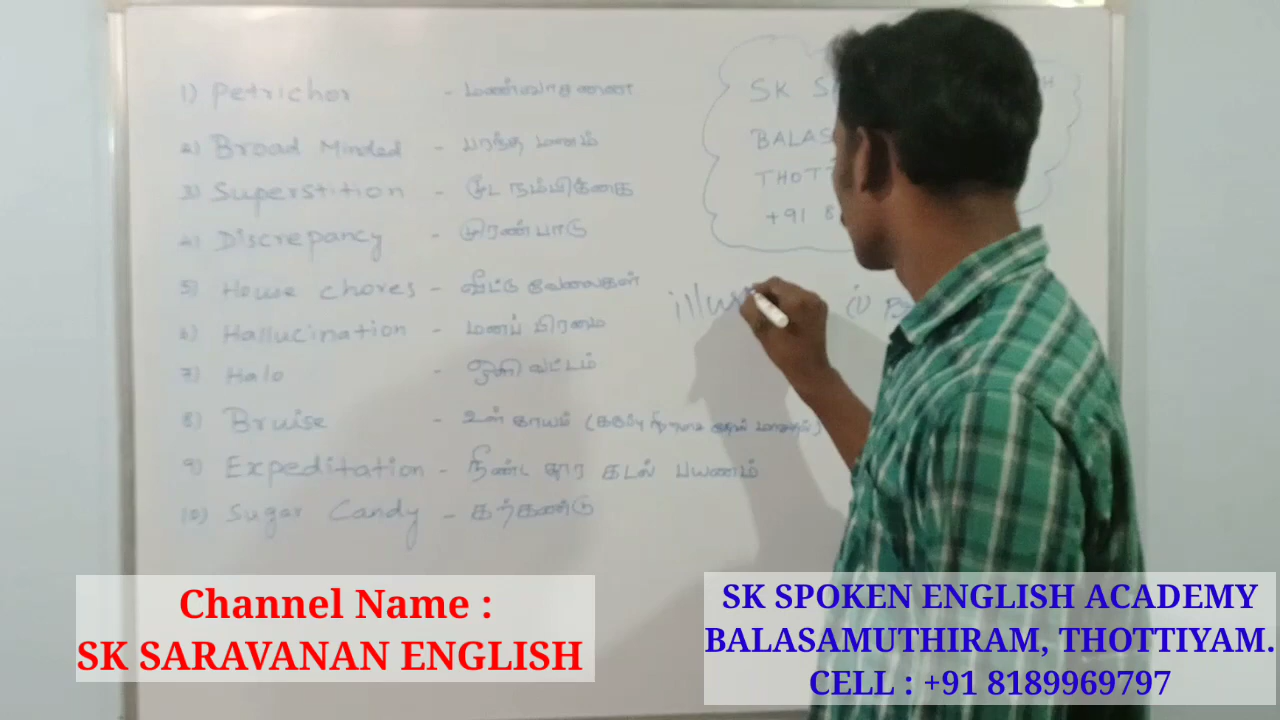 1) Petrichor - மண்வாசனை
2) Broad Minded - பரந்த மனம்
3) Superstition - மூட நம்பிக்கை
4) Discrepancy - முரண்பாடு
5) House chores - வீட்டு வேலைகள்
6) Hallucination - மனப் பிரமை
7) Halo - ஒளி வட்டம்
8) Bruise - உள் காயம்
9) Expeditation - நீண்ட தூர கடல் பயணம்
10) Sugar Candy - கற்கண்டு
SK
BALAS
THOT
+91 8
illus
Channel Name :
SK SARAVANAN ENGLISH
SK SPOKEN ENGLISH ACADEMY
BALASAMUTHIRAM, THOTTIYAM.
CELL : +91 8189969797